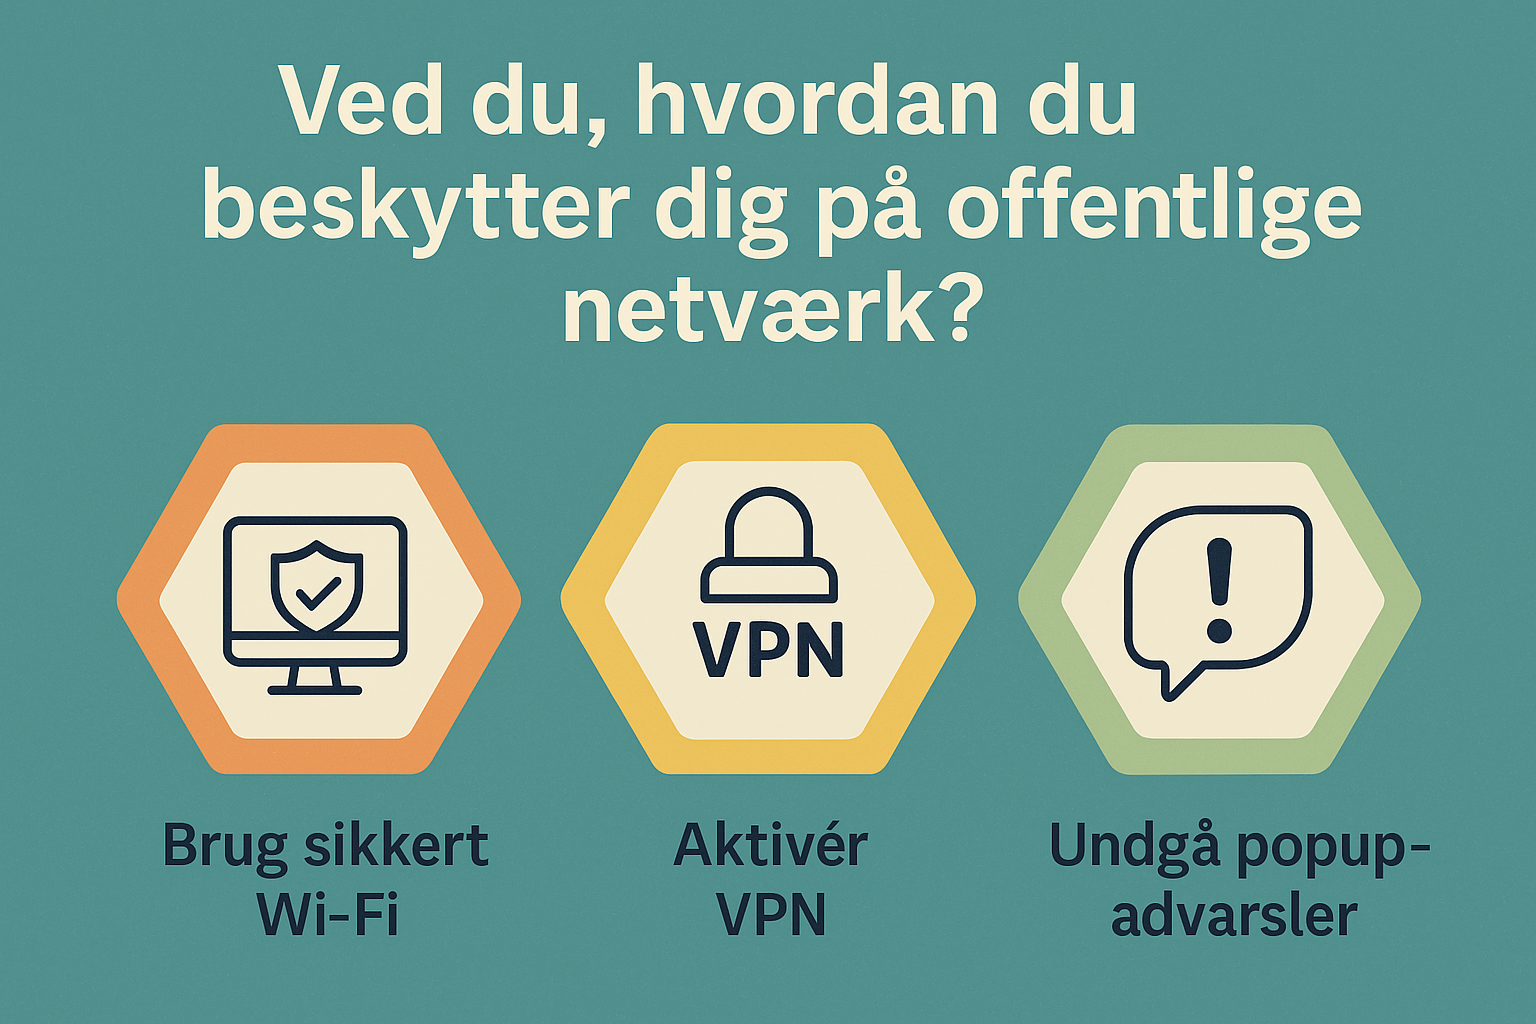 Ved du, hvordan du
beskytter dig på offentlige
netværk?
VPN
Brug sikkert
Wi-Fi
Aktivér
VPN
Undgå popup-
advarsler